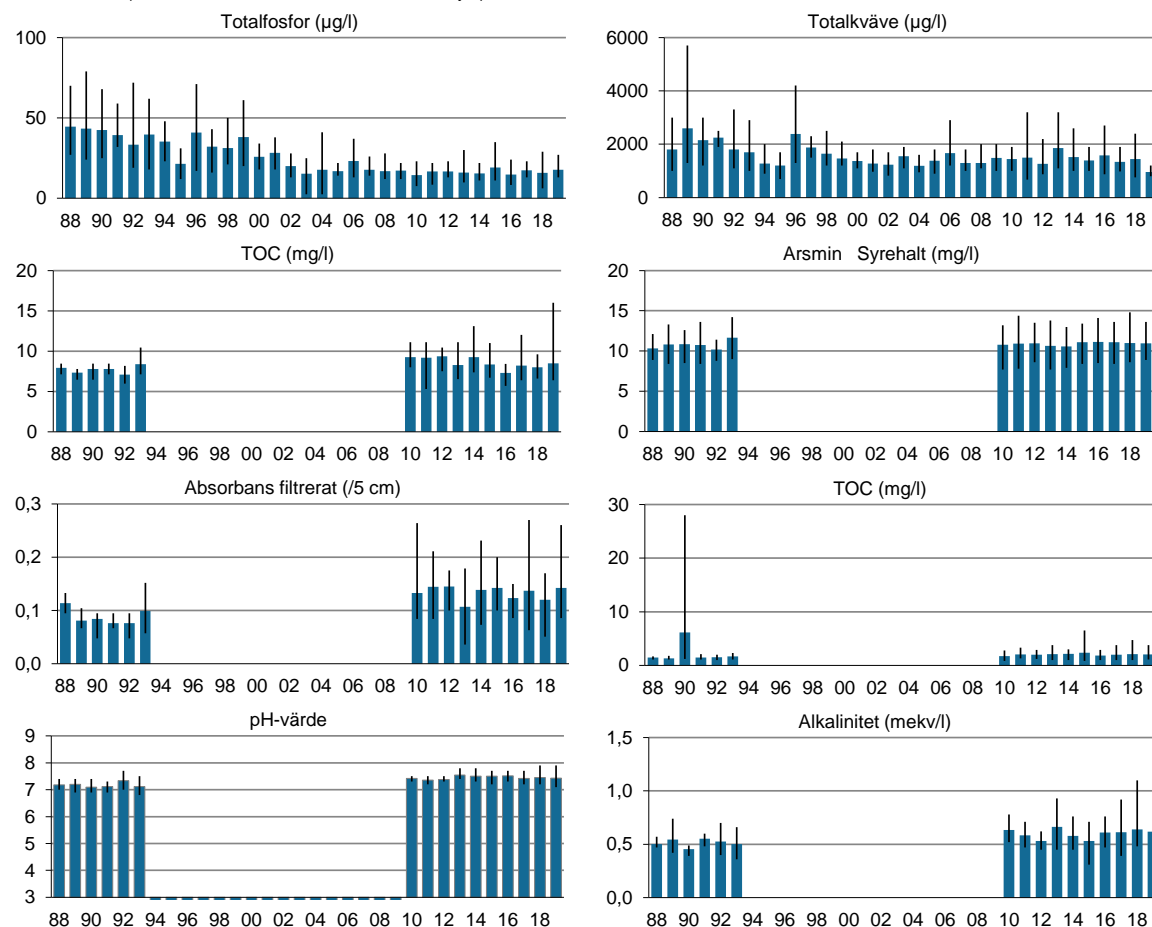 Totalfosfor (µg/l)
100
50
0
88 90 92 94 96 98 00 02 04 06 08 10 12 14 16 18
Totalkväve (µg/l)
6000
4000
2000
0
88 90 92 94 96 98 00 02 04 06 08 10 12 14 16 18
TOC (mg/l)
20
15
10
5
0
88 90 92 94 96 98 00 02 04 06 08 10 12 14 16 18
Arsmin Syrehalt (mg/l)
20
15
10
5
0
88 90 92 94 96 98 00 02 04 06 08 10 12 14 16 18
Absorbans filtrerat (/5 cm)
0,3
0,2
0,1
0,0
88 90 92 94 96 98 00 02 04 06 08 10 12 14 16 18
TOC (mg/l)
30
20
10
0
88 90 92 94 96 98 00 02 04 06 08 10 12 14 16 18
pH-värde
9
8
7
6
5
4
3
88 90 92 94 96 98 00 02 04 06 08 10 12 14 16 18
Alkalinitet (mekv/l)
1,5
1,0
0,5
0,0
88 90 92 94 96 98 00 02 04 06 08 10 12 14 16 18